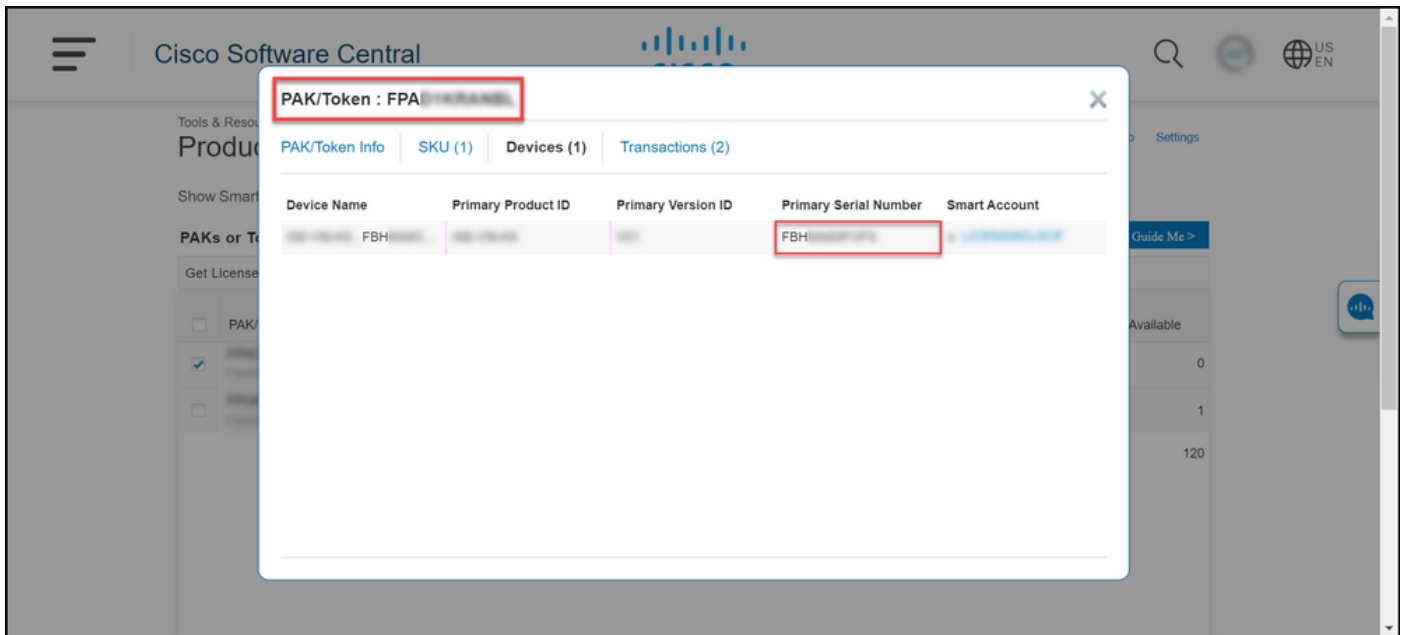 Cisco Software Central
US
EN
PAK/Token : FPA
Tools & Resou
Produc
Settings
PAK/Token Info SKU (1) Devices (1) Transactions (2)
Show Smart
Device Name Primary Product ID Primary Version ID Primary Serial Number Smart Account
FBH FBH
PAKs or To
Guide Me >
Get License
PAK/
Available
0
1
120